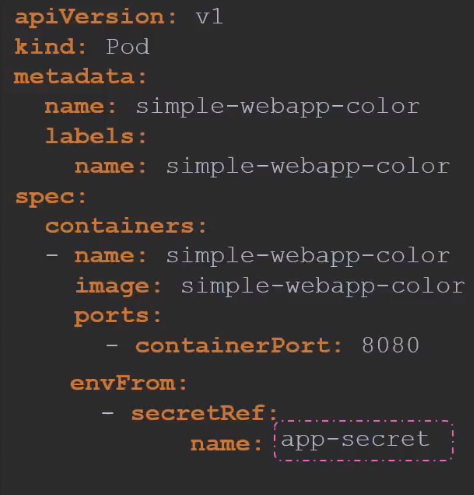 apiVersion: v1
kind: Pod
metadata:
  name: simple-webapp-color
  labels:
    name: simple-webapp-color
spec:
  containers:
  - name: simple-webapp-color
    image: simple-webapp-color
    ports:
      - containerPort: 8080
    envFrom:
      - secretRef:
            name: app-secret